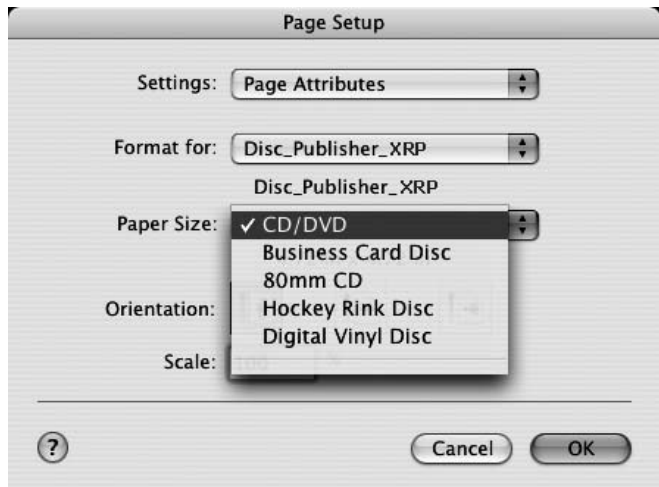 Page Setup
Settings: Page Attributes
Format for: Disc_Publisher_XRP
Disc_Publisher_XRP
Paper Size: ✓ CD/DVD
Business Card Disc
80mm CD
Hockey Rink Disc
Digital Vinyl Disc
Orientation:
Scale: 100 %
? Cancel OK